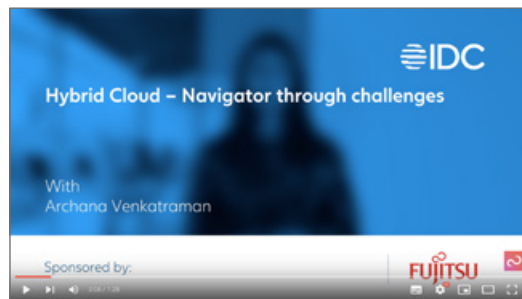 IDC
Hybrid Cloud – Navigator through challenges
With
Archana Venkatraman
Sponsored by:
FUJITSU